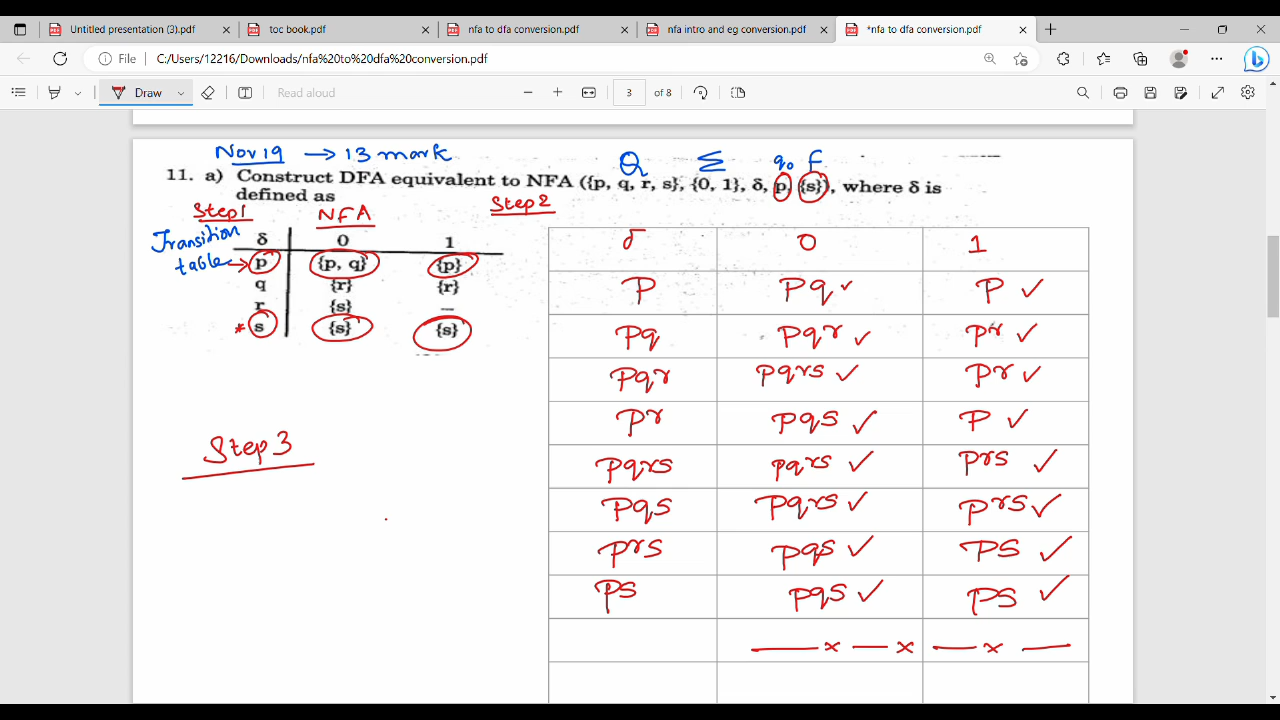 Untitled presentation (3).pdf
toc book.pdf
nfa to dfa conversion.pdf
nfa intro and eg conversion.pdf
*nfa to dfa conversion.pdf
File C:/Users/12216/Downloads/nfa%20to%20dfa%20conversion.pdf
Draw Read aloud 3 of 8
Nov 19 → 13 mark Q Σ q0 F
11. a) Construct DFA equivalent to NFA ({p, q, r, s}, {0, 1}, δ, p, {s}), where δ is
defined as
Step1 NFA Step2
Transition
table→
δ 0 1
p {p, q} {p}
q {r} {r}
r {s} –
* s {s} {s}
Step 3
δ 0 1
P Pq ✓ P ✓
Pq Pqr ✓ Pr ✓
Pqr Pqrs ✓ Pr ✓
Pr Pqs ✓ P ✓
Pqrs Pqrs ✓ Prs ✓
Pqs Pqrs ✓ Prs ✓
Prs Pqs ✓ Ps ✓
Ps Pqs ✓ Ps ✓
— x — x — x —